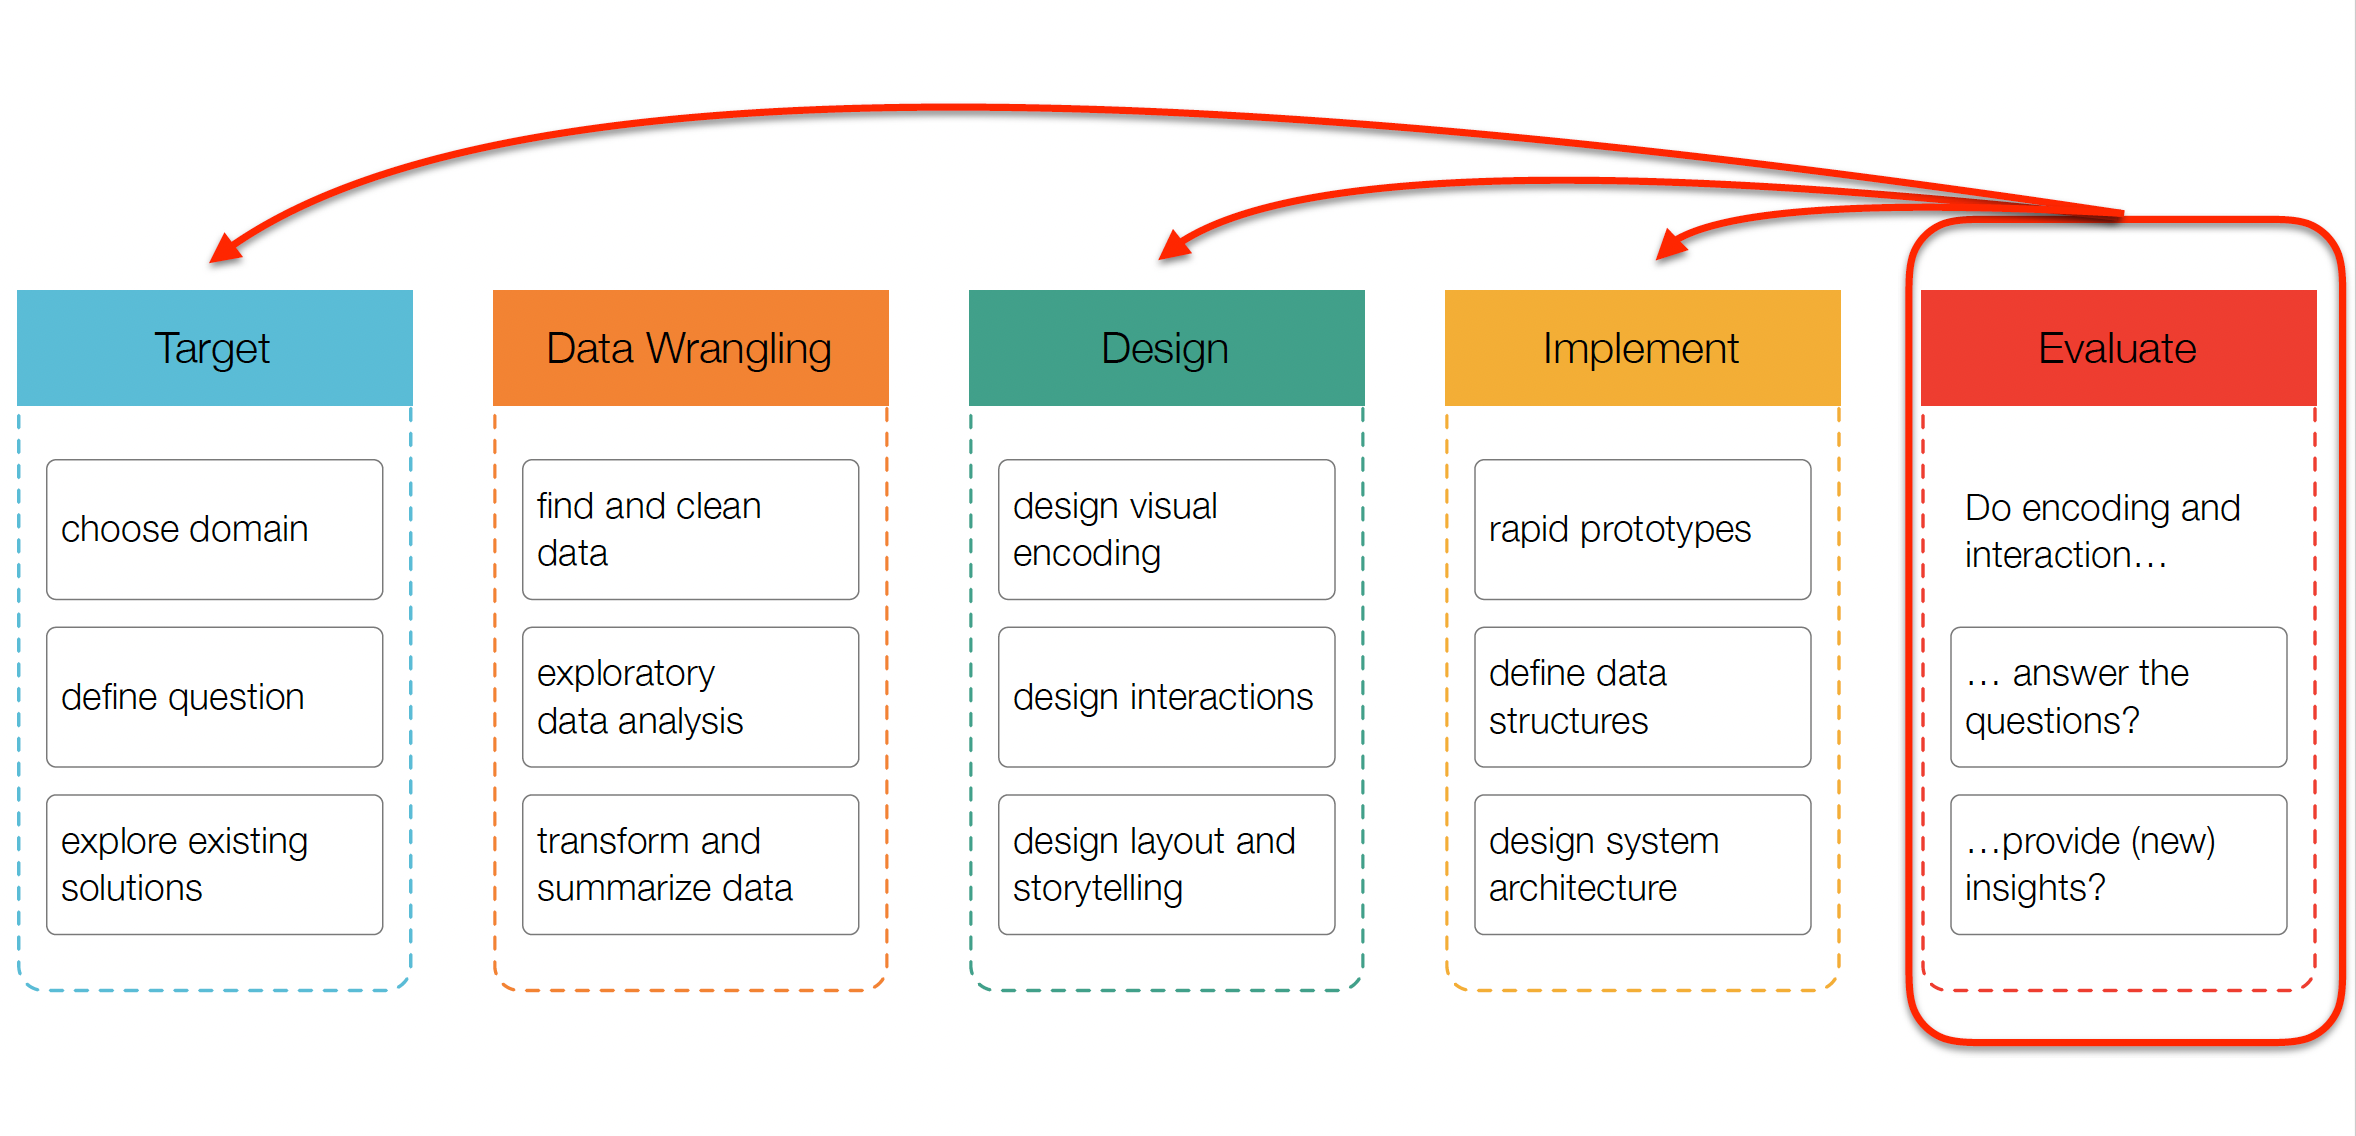 Target
choose domain
define question
explore existing
solutions
Data Wrangling
find and clean
data
exploratory
data analysis
transform and
summarize data
Design
design visual
encoding
design interactions
design layout and
storytelling
Implement
rapid prototypes
define data
structures
design system
architecture
Evaluate
Do encoding and
interaction…
… answer the
questions?
…provide (new)
insights?